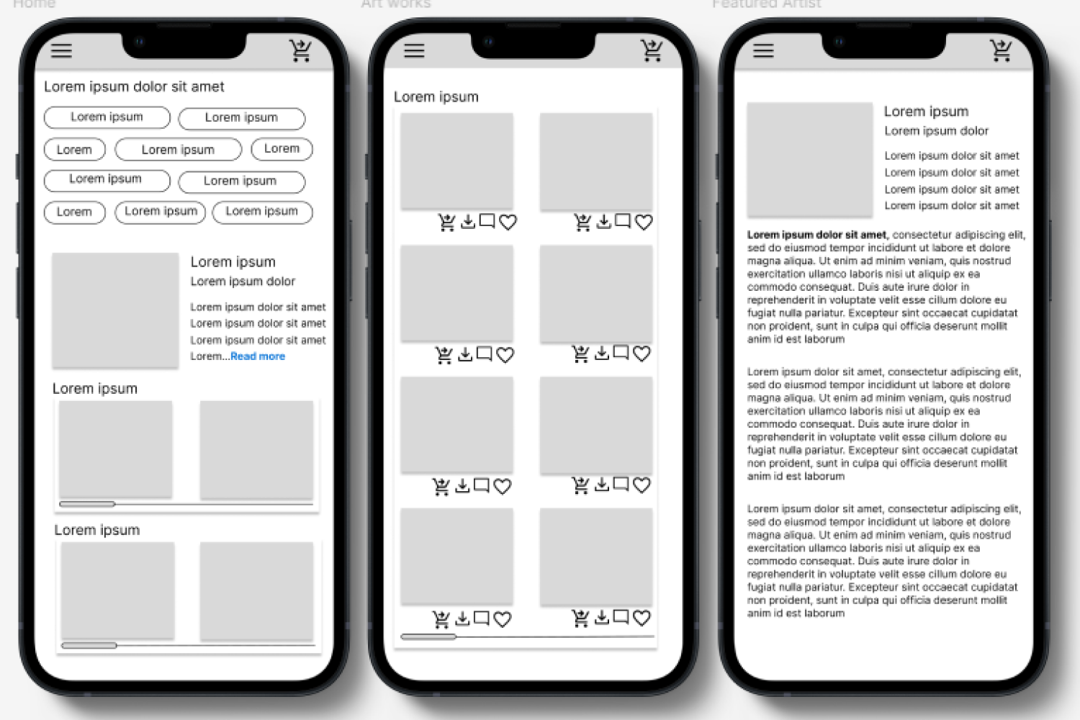 Home
Art works
Featured Artist
Lorem ipsum dolor sit amet
Lorem ipsum
Lorem ipsum
Lorem
Lorem ipsum
Lorem
Lorem ipsum
Lorem ipsum
Lorem
Lorem ipsum
Lorem ipsum
Lorem ipsum
Lorem ipsum dolor
Lorem ipsum dolor sit amet
Lorem ipsum dolor sit amet
Lorem ipsum dolor sit amet
Lorem...Read more
Lorem ipsum
Lorem ipsum
Lorem ipsum
Lorem ipsum
Lorem ipsum dolor
Lorem ipsum dolor sit amet
Lorem ipsum dolor sit amet
Lorem ipsum dolor sit amet
Lorem ipsum dolor sit amet
Lorem ipsum dolor sit amet, consectetur adipiscing elit,
sed do eiusmod tempor incididunt ut labore et dolore
magna aliqua. Ut enim ad minim veniam, quis nostrud
exercitation ullamco laboris nisi ut aliquip ex ea
commodo consequat. Duis aute irure dolor in
reprehenderit in voluptate velit esse cillum dolore eu
fugiat nulla pariatur. Excepteur sint occaecat cupidatat
non proident, sunt in culpa qui officia deserunt mollit
anim id est laborum
Lorem ipsum dolor sit amet, consectetur adipiscing elit,
sed do eiusmod tempor incididunt ut labore et dolore
magna aliqua. Ut enim ad minim veniam, quis nostrud
exercitation ullamco laboris nisi ut aliquip ex ea
commodo consequat. Duis aute irure dolor in
reprehenderit in voluptate velit esse cillum dolore eu
fugiat nulla pariatur. Excepteur sint occaecat cupidatat
non proident, sunt in culpa qui officia deserunt mollit
anim id est laborum
Lorem ipsum dolor sit amet, consectetur adipiscing elit,
sed do eiusmod tempor incididunt ut labore et dolore
magna aliqua. Ut enim ad minim veniam, quis nostrud
exercitation ullamco laboris nisi ut aliquip ex ea
commodo consequat. Duis aute irure dolor in
reprehenderit in voluptate velit esse cillum dolore eu
fugiat nulla pariatur. Excepteur sint occaecat cupidatat
non proident, sunt in culpa qui officia deserunt mollit
anim id est laborum